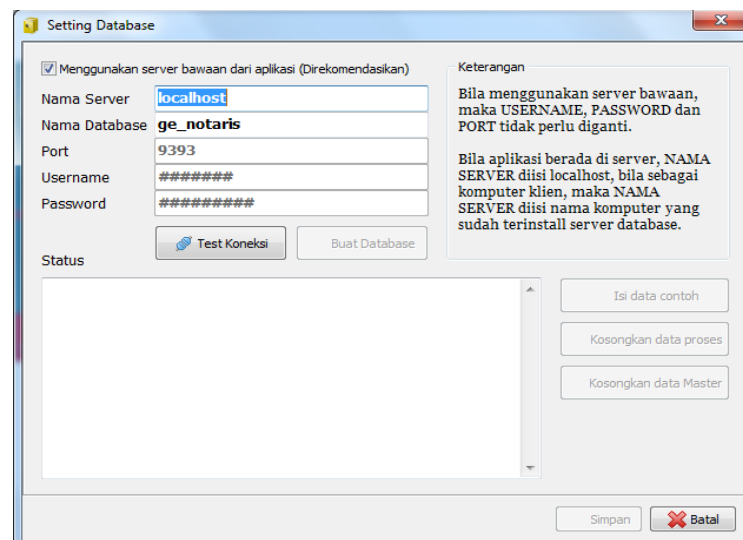 Setting Database
Menggunakan server bawaan dari aplikasi (Direkomendasikan)
Nama Server localhost
Nama Database ge_notaris
Port 9393
Username #######
Password #########
Test Koneksi Buat Database
Status
Keterangan
Bila menggunakan server bawaan,
maka USERNAME, PASSWORD dan
PORT tidak perlu diganti.
Bila aplikasi berada di server, NAMA
SERVER diisi localhost, bila sebagai
komputer klien, maka NAMA
SERVER diisi nama komputer yang
sudah terinstall server database.
Isi data contoh
Kosongkan data proses
Kosongkan data Master
Simpan Batal